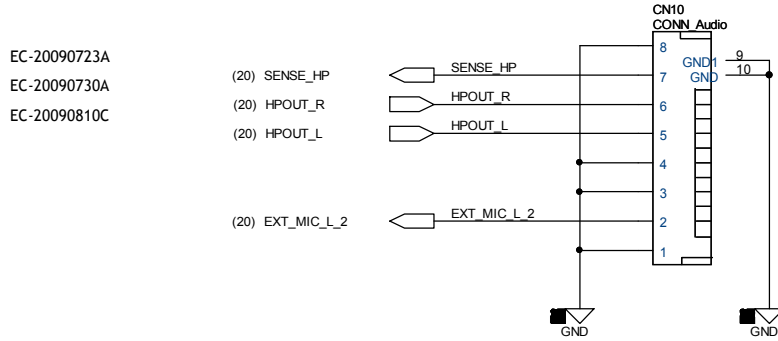 CN10
CONN_Audio
EC-20090723A
EC-20090730A
EC-20090810C
8
GND1 9
(20) SENSE_HP SENSE_HP 7 GND 10
(20) HPOUT_R HPOUT_R 6
(20) HPOUT_L HPOUT_L 5
4
3
(20) EXT_MIC_L_2 EXT_MIC_L_2 2
1
GND GND